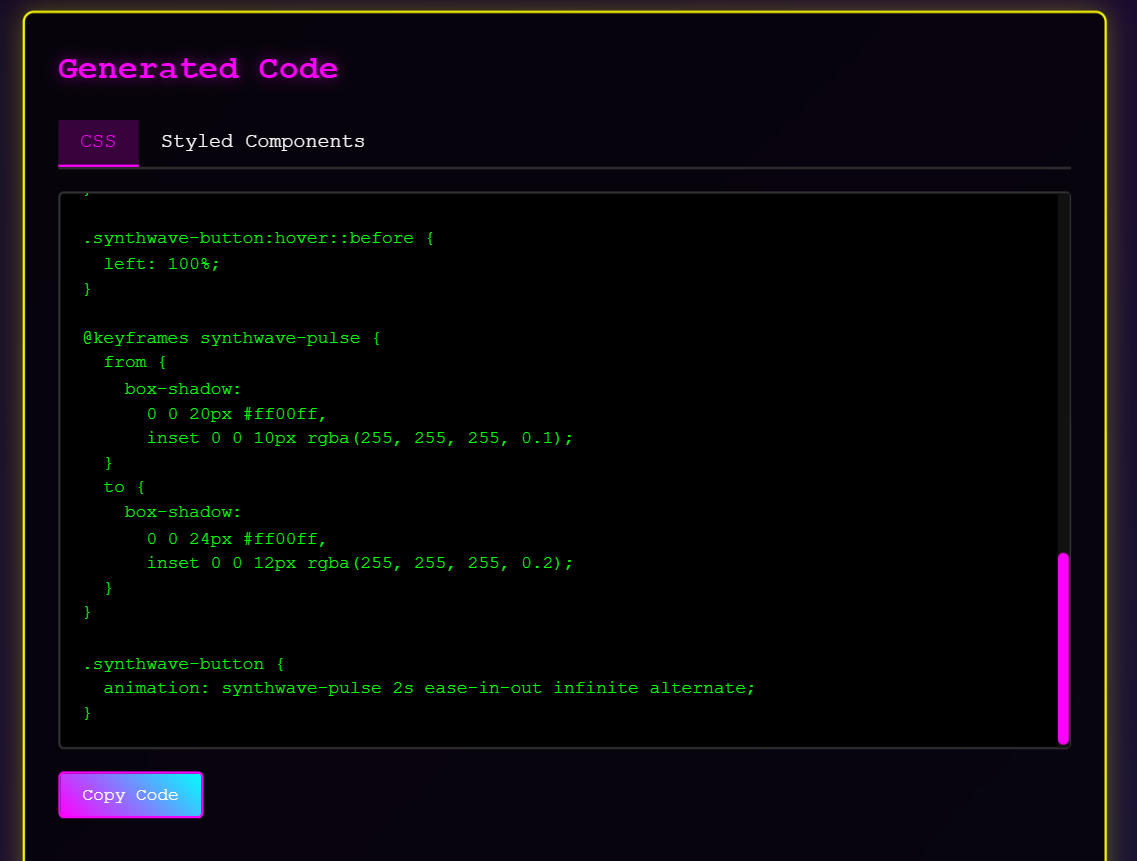 Generated Code
CSS
Styled Components
.synthwave-button:hover::before {
  left: 100%;
}
@keyframes synthwave-pulse {
  from {
    box-shadow:
      0 0 20px #ff00ff,
      inset 0 0 10px rgba(255, 255, 255, 0.1);
  }
  to {
    box-shadow:
      0 0 24px #ff00ff,
      inset 0 0 12px rgba(255, 255, 255, 0.2);
  }
}
.synthwave-button {
  animation: synthwave-pulse 2s ease-in-out infinite alternate;
}
Copy Code